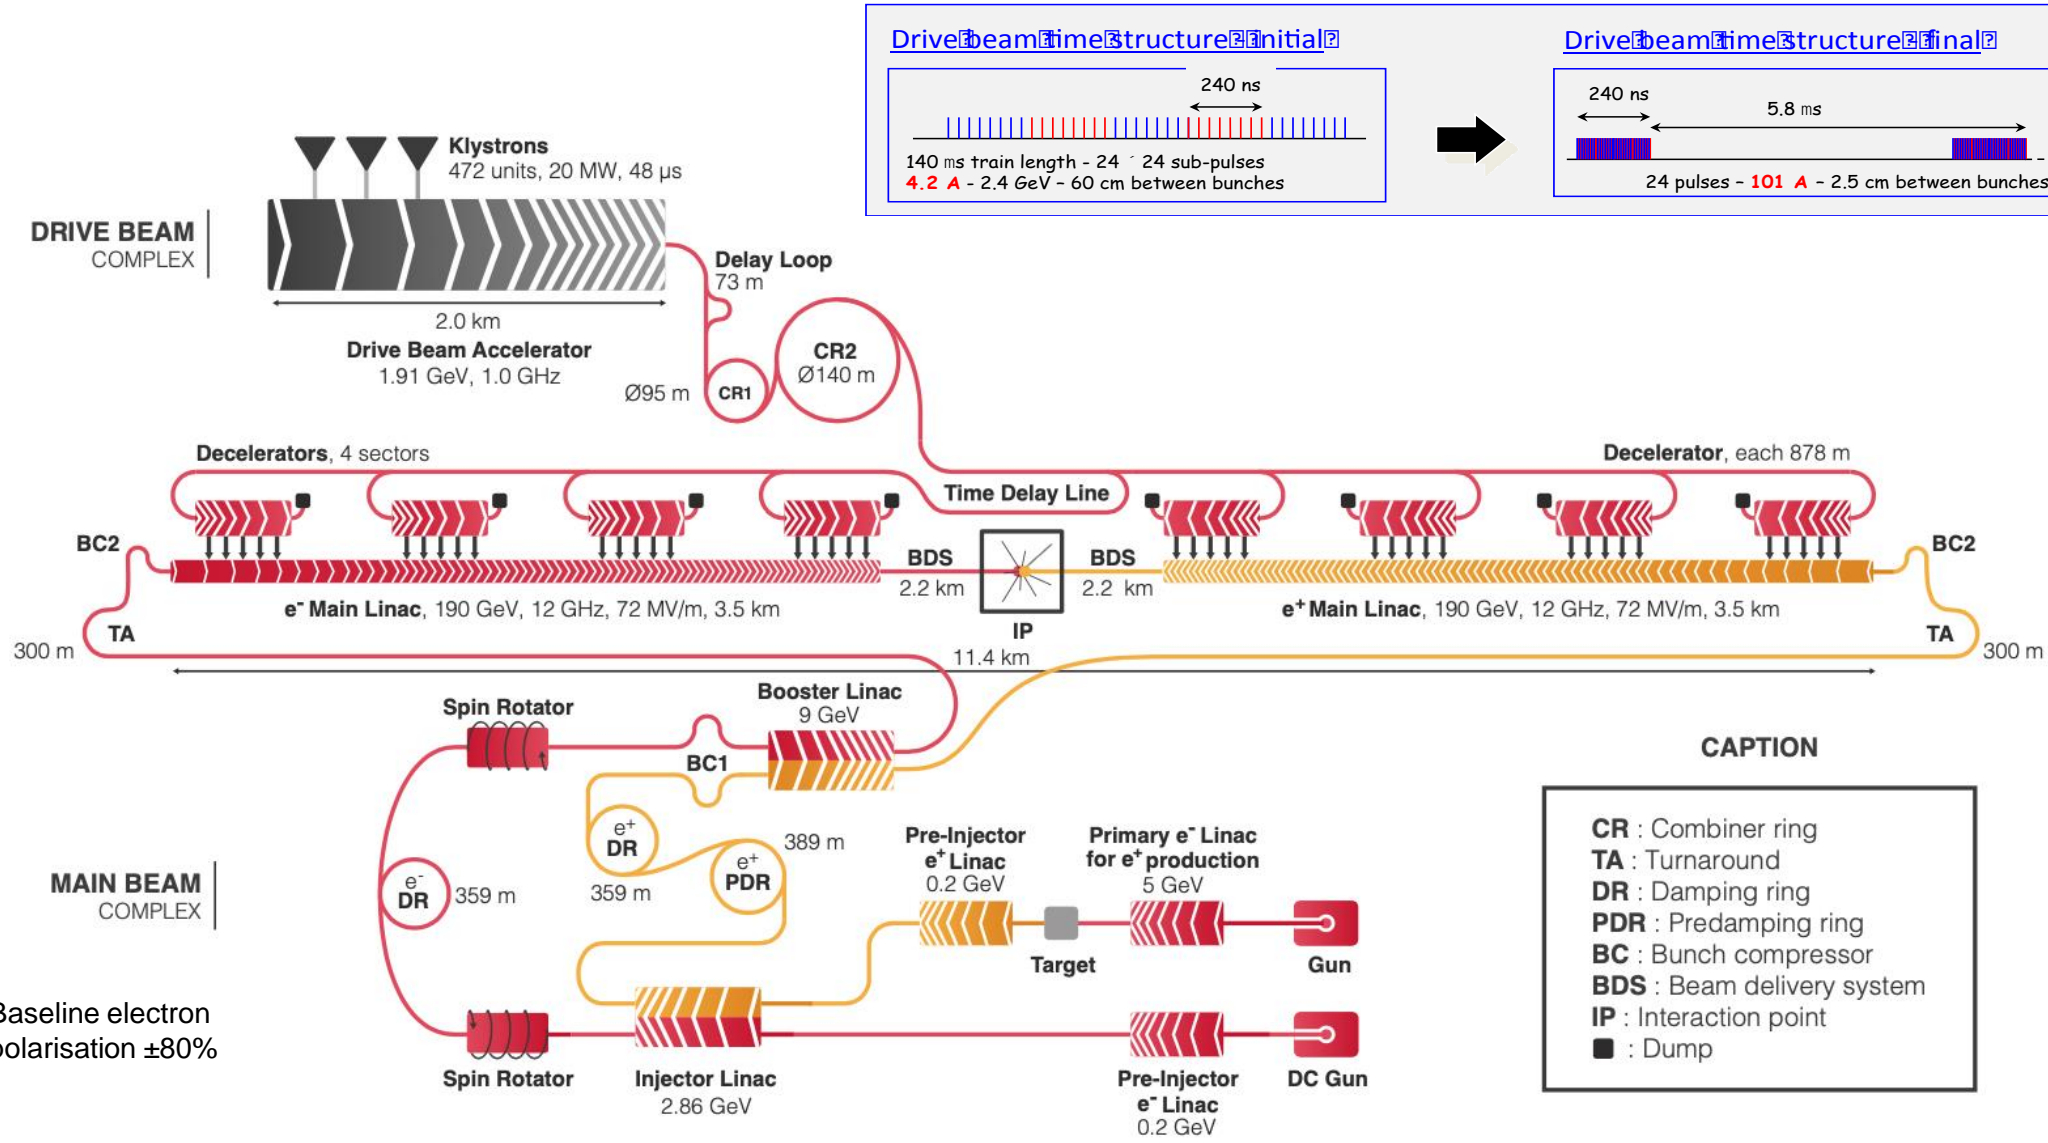 Drive�beam�time�structure�-�initial�
240 ns
140 ms train length - 24 ´ 24 sub-pulses
4.2 A - 2.4 GeV – 60 cm between bunches
Drive�beam�time�structure�-�final�
240 ns
5.8 ms
24 pulses – 101 A – 2.5 cm between bunches
Klystrons
472 units, 20 MW, 48 µs
DRIVE BEAM
COMPLEX
2.0 km
Drive Beam Accelerator
1.91 GeV, 1.0 GHz
Delay Loop
73 m
CR2
Ø140 m
Ø95 m
CR1
Decelerators, 4 sectors
Decelerator, each 878 m
Time Delay Line
BC2
BDS
2.2 km
BDS
2.2 km
BC2
e⁻ Main Linac, 190 GeV, 12 GHz, 72 MV/m, 3.5 km
IP
e⁺ Main Linac, 190 GeV, 12 GHz, 72 MV/m, 3.5 km
TA
300 m
TA
300 m
11.4 km
Spin Rotator
Booster Linac
9 GeV
BC1
CAPTION
CR : Combiner ring
TA : Turnaround
DR : Damping ring
PDR : Predamping ring
BC : Bunch compressor
BDS : Beam delivery system
IP : Interaction point
: Dump
MAIN BEAM
COMPLEX
e⁻
DR
359 m
e⁺
DR
359 m
e⁺
PDR
389 m
Pre-Injector
e⁺ Linac
0.2 GeV
Primary e⁻ Linac
for e⁺ production
5 GeV
Target
Gun
Baseline electron
polarisation ±80%
Spin Rotator
Injector Linac
2.86 GeV
Pre-Injector
e⁻ Linac
0.2 GeV
DC Gun